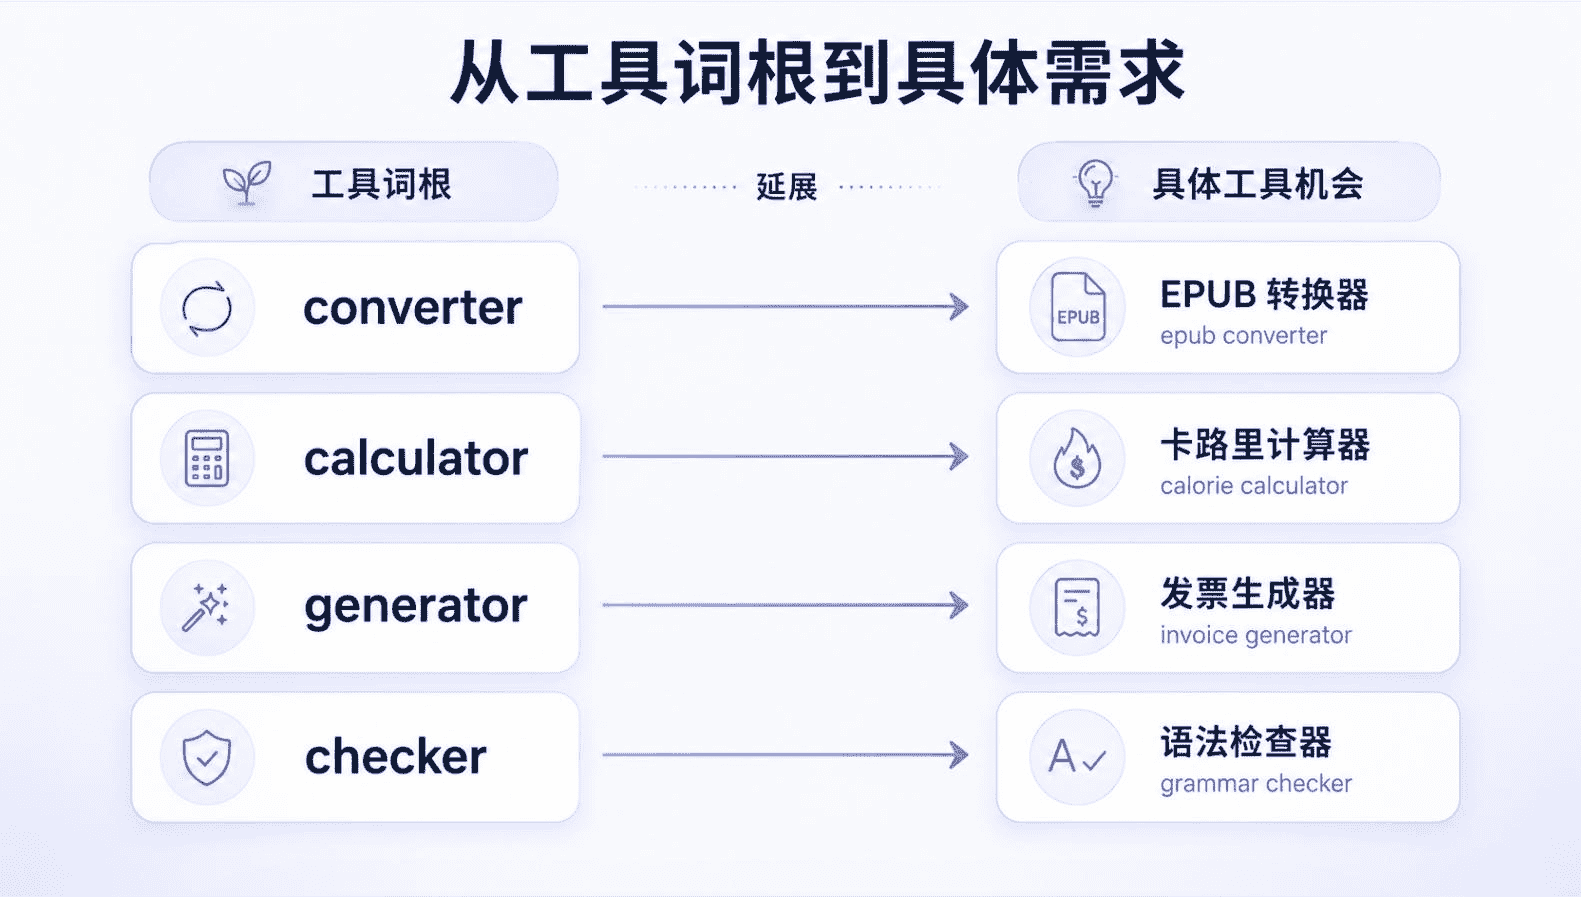 从工具词根到具体需求
工具词根
延展
具体工具机会
converter
EPUB
EPUB 转换器
epub converter
calculator
$
卡路里计算器
calorie calculator
generator
$
发票生成器
invoice generator
checker
A
语法检查器
grammar checker